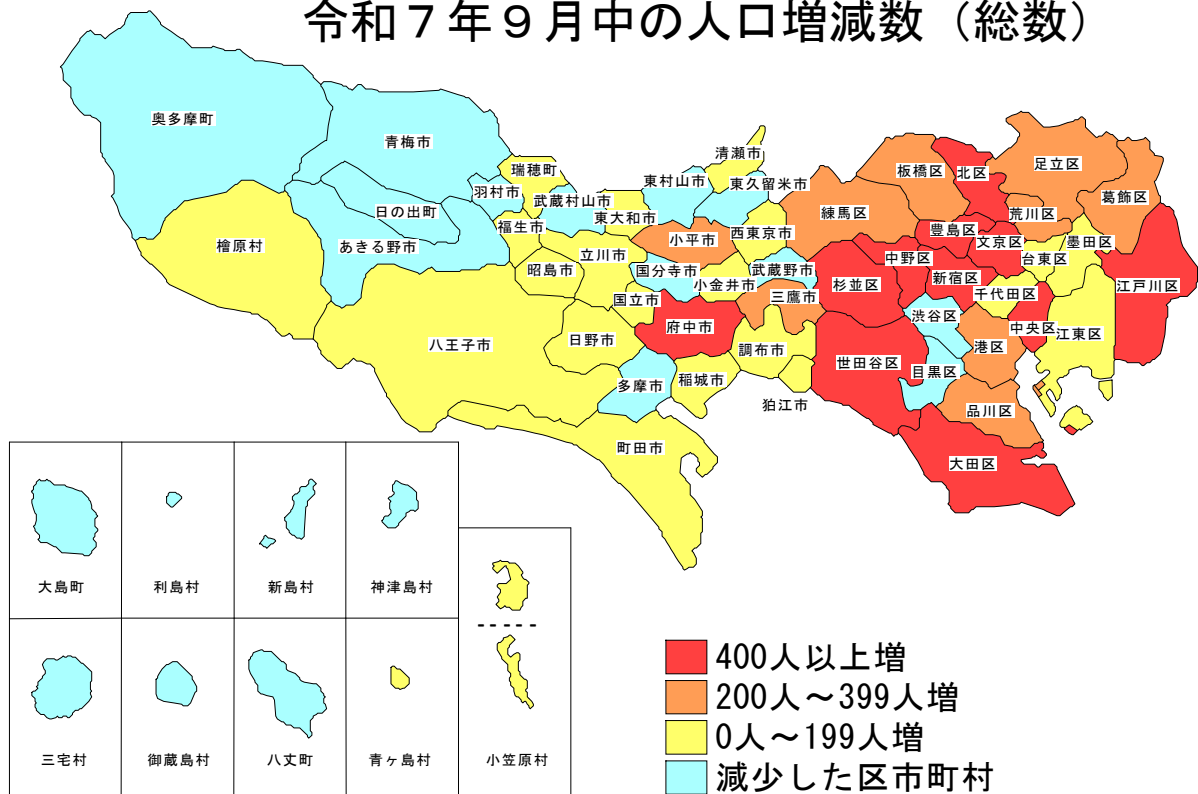 令和7年9月中の人口増減数（総数）
奥多摩町
青梅市
瑞穂町
清瀬市
板橋区
北区
足立区
羽村市
武蔵村山市
東村山市
東久留米市
葛飾区
日の出町
東大和市
練馬区
荒川区
檜原村
あきる野市
福生市
立川市
小平市
西東京市
豊島区
文京区
墨田区
台東区
昭島市
国分寺市
小金井市
武蔵野市
中野区
新宿区
杉並区
千代田区
江戸川区
国立市
三鷹市
渋谷区
中央区
江東区
八王子市
日野市
府中市
調布市
世田谷区
港区
目黒区
多摩市
稲城市
狛江市
品川区
町田市
大田区
大島町
利島村
新島村
神津島村
三宅村
御蔵島村
八丈町
青ヶ島村
小笠原村
400人以上増
200人～399人増
0人～199人増
減少した区市町村